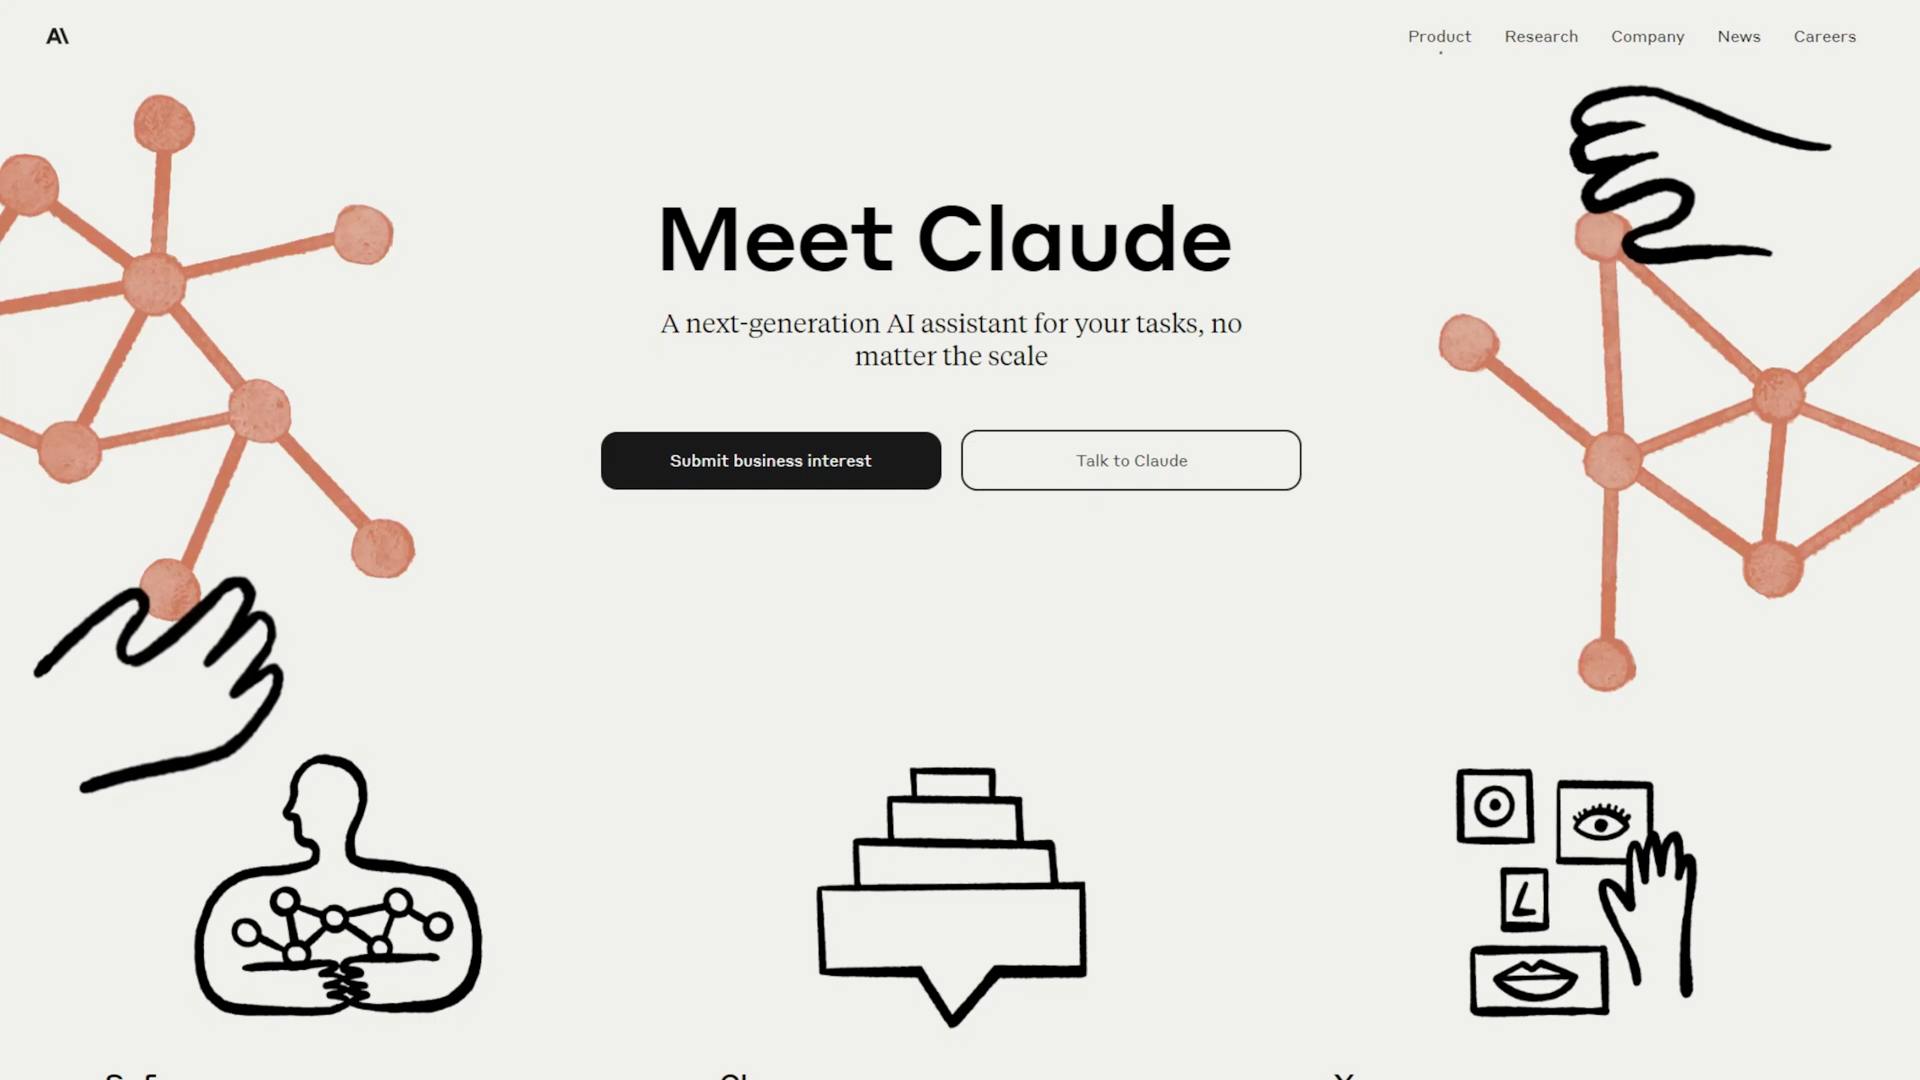 A\
Product
Research
Company
News
Careers
Meet Claude
A next-generation AI assistant for your tasks, no
matter the scale
Submit business interest
Talk to Claude